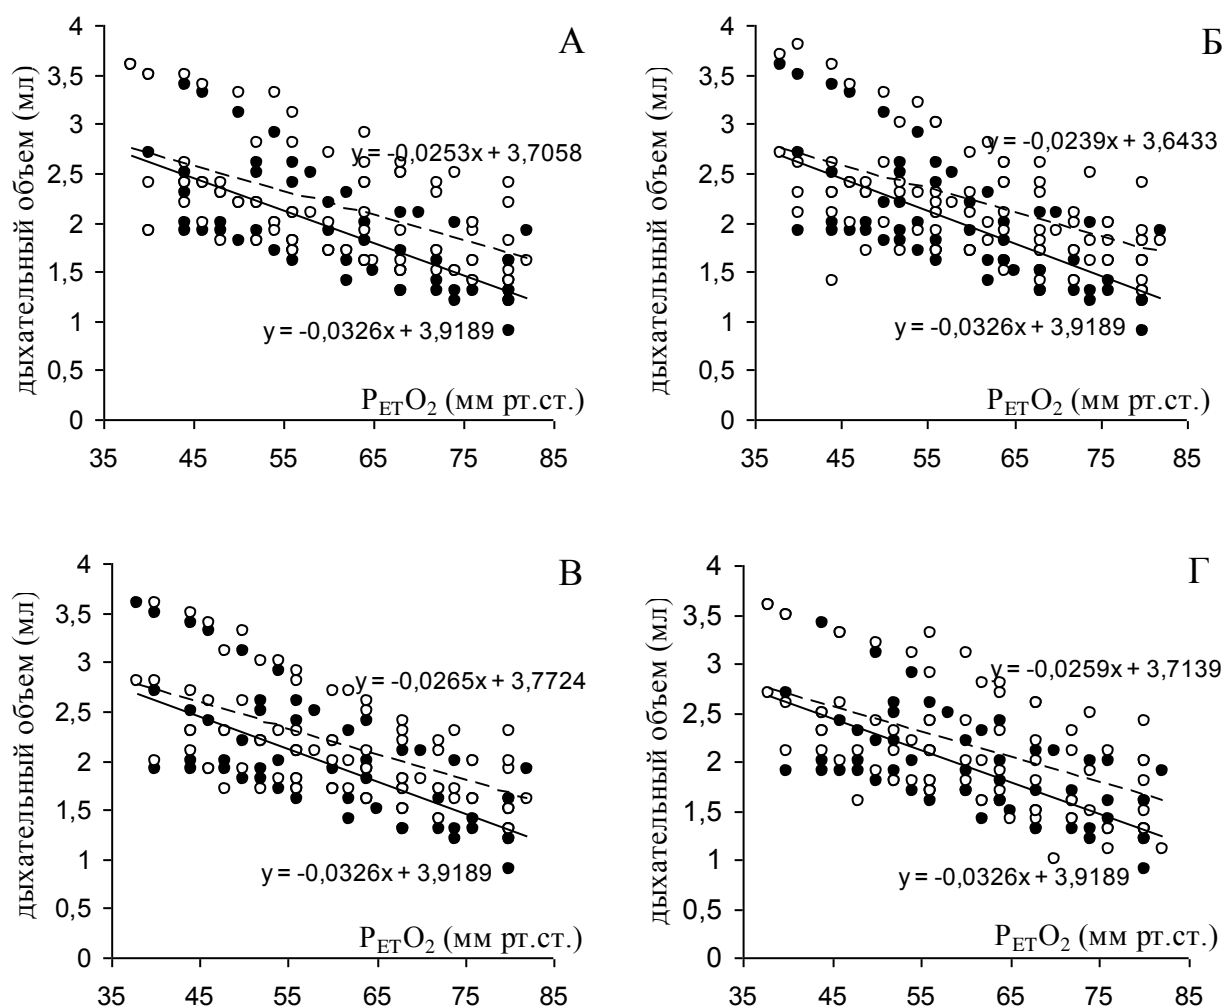 А
дыхательный объем (мл)
4
3,5
3
2,5
2
1,5
1
0,5
0
y = -0,0253x + 3,7058
y = -0,0326x + 3,9189
PETO2 (мм рт.ст.)
35 45 55 65 75 85
Б
дыхательный объем (мл)
4
3,5
3
2,5
2
1,5
1
0,5
0
y = -0,0239x + 3,6433
y = -0,0326x + 3,9189
PETO2 (мм рт.ст.)
35 45 55 65 75 85
В
дыхательный объем (мл)
4
3,5
3
2,5
2
1,5
1
0,5
0
y = -0,0265x + 3,7724
y = -0,0326x + 3,9189
PETO2 (мм рт.ст.)
35 45 55 65 75 85
Г
дыхательный объем (мл)
4
3,5
3
2,5
2
1,5
1
0,5
0
y = -0,0259x + 3,7139
y = -0,0326x + 3,9189
PETO2 (мм рт.ст.)
35 45 55 65 75 85